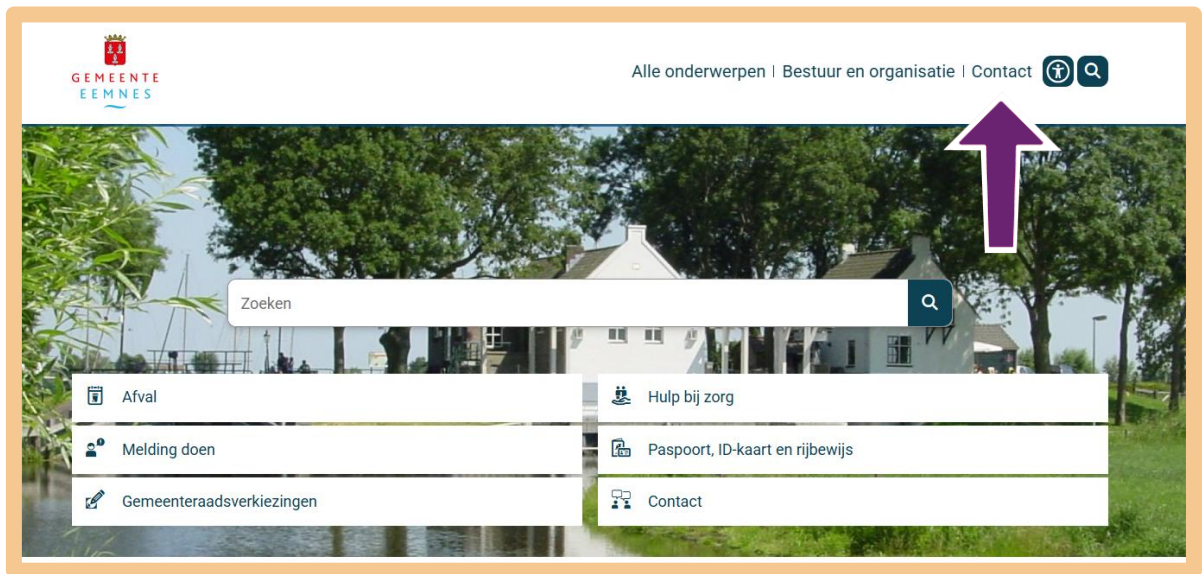 GEMEENTE
EEMNES
Alle onderwerpen | Bestuur en organisatie | Contact
Zoeken
Afval
Hulp bij zorg
Melding doen
Paspoort, ID-kaart en rijbewijs
Gemeenteraadsverkiezingen
Contact